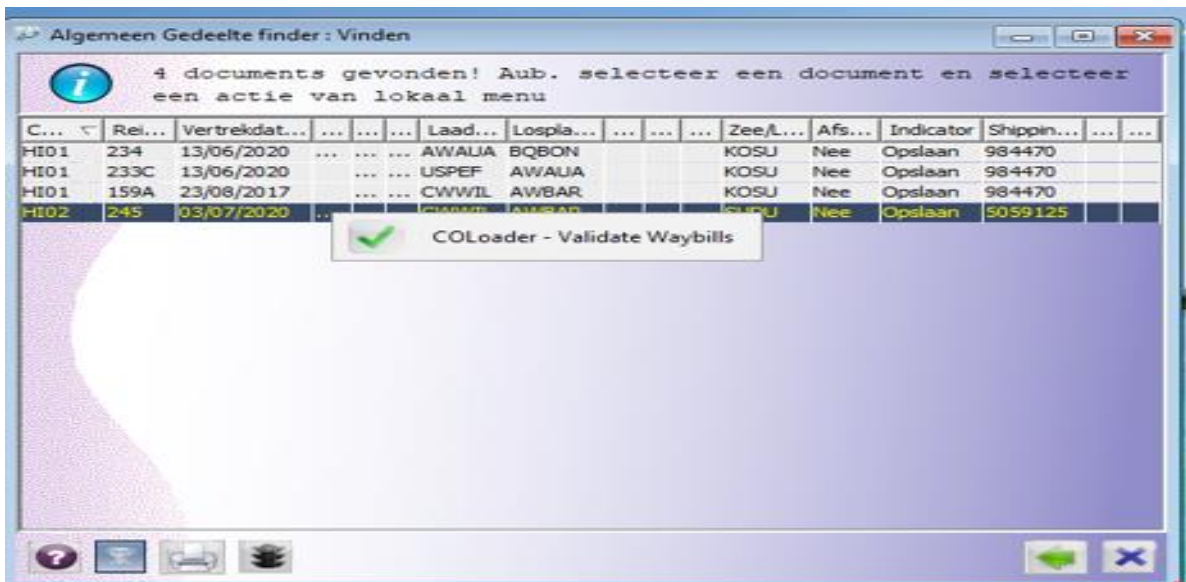 Algemeen Gedeelte finder : Vinden
4 documents gevonden! Aub. selecteer een document en selecteer
een actie van lokaal menu
C... Rei... Vertrekdat... ... ... ... Laad... Lospla... ... ... ... Zee/L... Afs... Indicator Shippin... ... ...
HI01 234 13/06/2020 ... ... ... AWAUA BQBON KOSU Nee Opslaan 984470
HI01 233C 13/06/2020 ... ... USPEF AWAUA KOSU Nee Opslaan 984470
HI01 159A 23/08/2017 ... ... CWWIL AWBAR KOSU Nee Opslaan 984470
HI02 245 03/07/2020 ... CWWIL AWBAR Nee Opslaan 5059125
COLoader - Validate Waybills